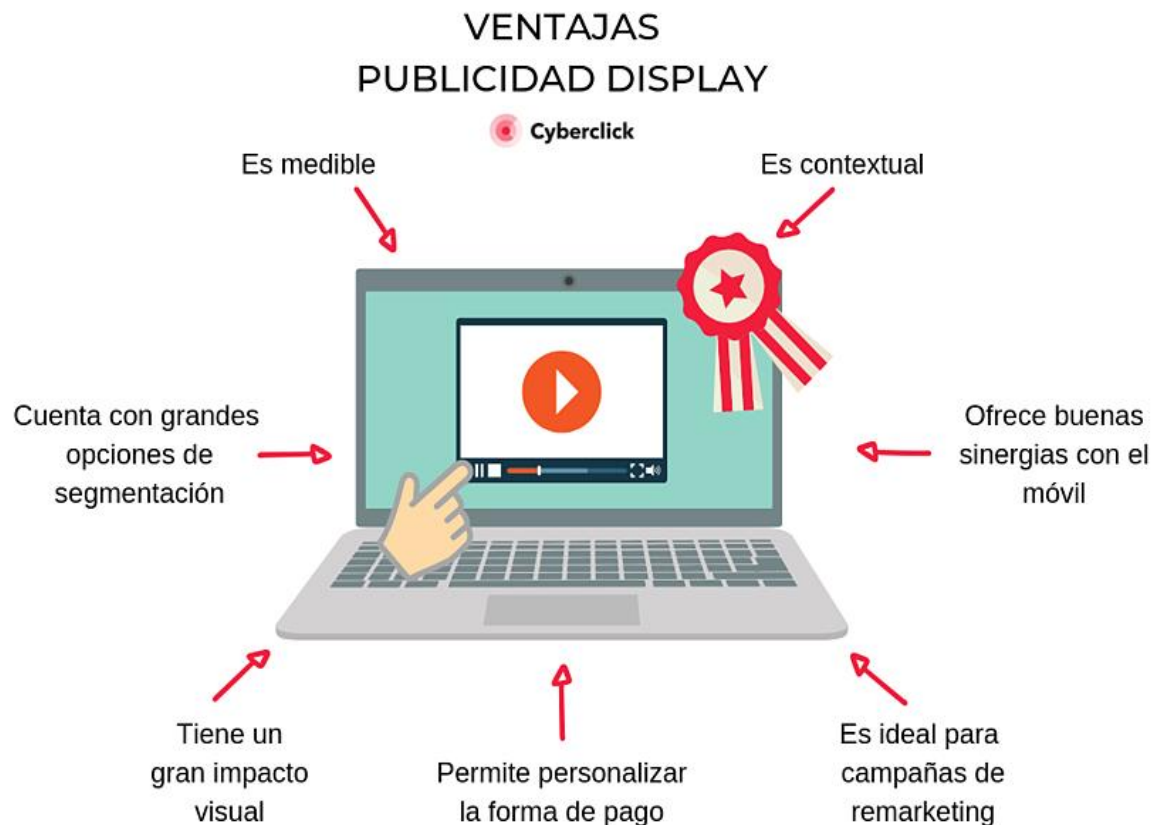 VENTAJAS
PUBLICIDAD DISPLAY
Cyberclick
Es medible
Es contextual
Cuenta con grandes
opciones de
segmentación
Ofrece buenas
sinergias con el
móvil
Tiene un
gran impacto
visual
Permite personalizar
la forma de pago
Es ideal para
campañas de
remarketing